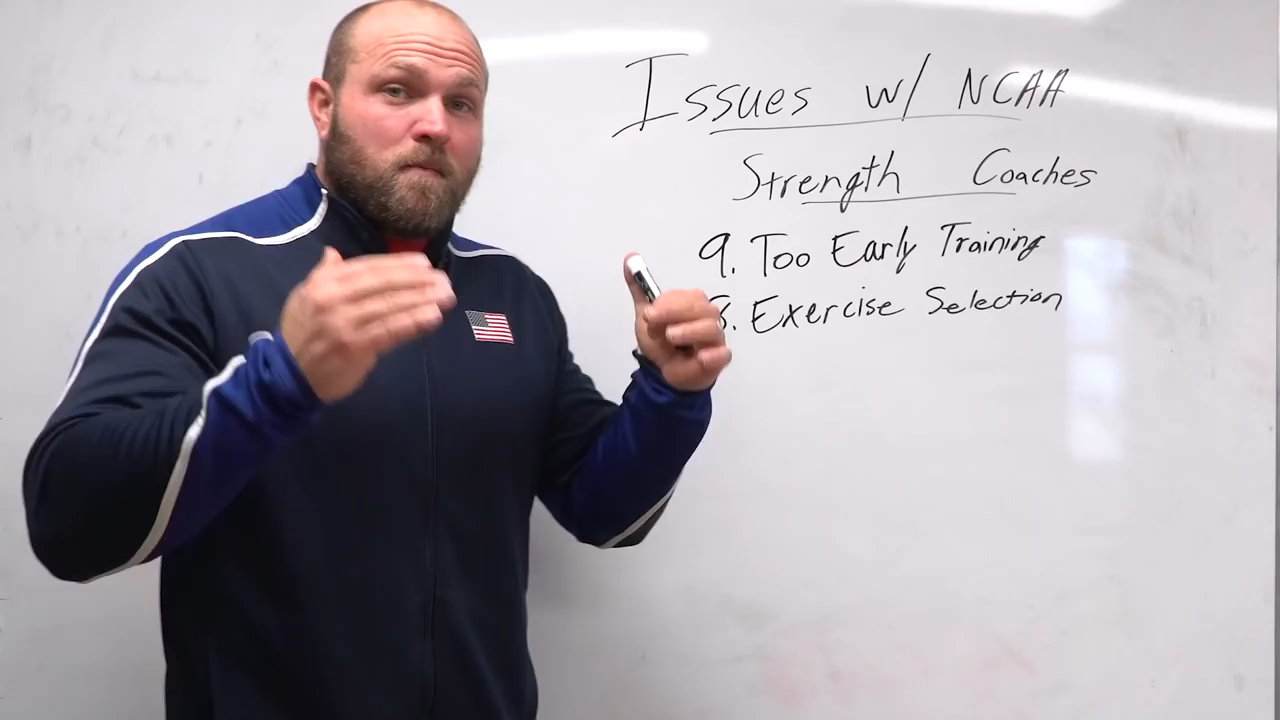 Issues w/ NCAA
Strength Coaches
9. Too Early Training
8. Exercise Selection